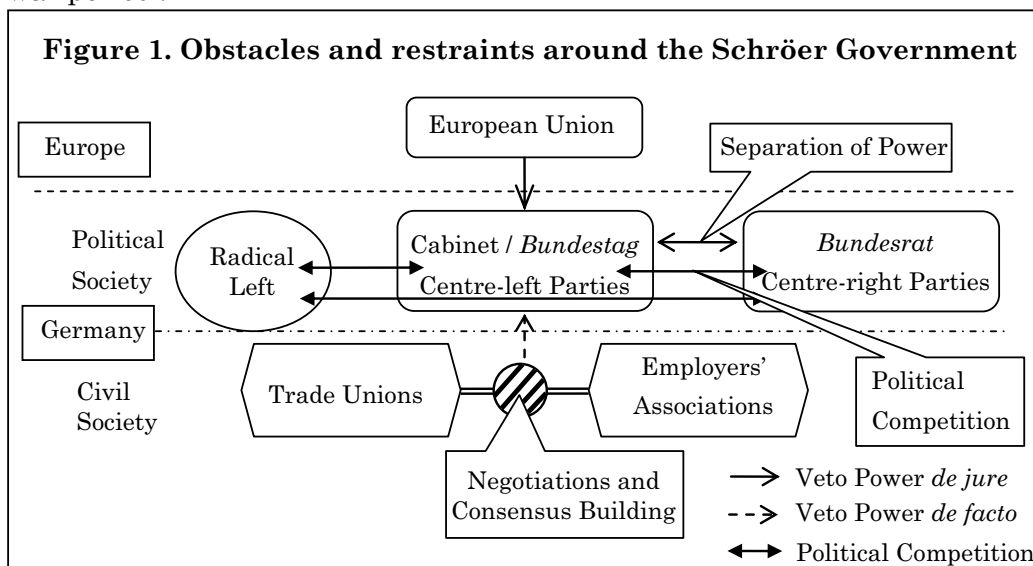 Figure 1. Obstacles and restraints around the Schröer Government
European Union
Europe
Separation of Power
Political
Society
Radical
Left
Cabinet / Bundestag
Centre-left Parties
Bundesrat
Centre-right Parties
Germany
Civil
Society
Trade Unions
Employers’
Associations
Political
Competition
Negotiations and
Consensus Building
Veto Power de jure
Veto Power de facto
Political Competition